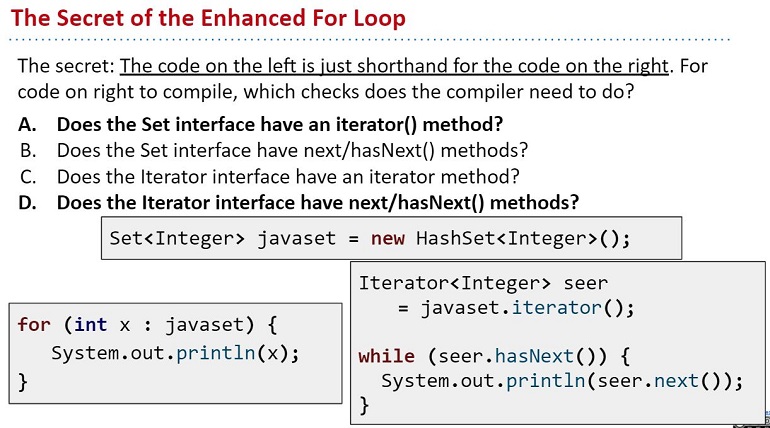 The Secret of the Enhanced For Loop
The secret: The code on the left is just shorthand for the code on the right. For
code on right to compile, which checks does the compiler need to do?
A. Does the Set interface have an iterator() method?
B. Does the Set interface have next/hasNext() methods?
C. Does the Iterator interface have an iterator method?
D. Does the Iterator interface have next/hasNext() methods?
Set<Integer> javaset = new HashSet<Integer>();
for (int x : javaset) {
System.out.println(x);
}
Iterator<Integer> seer
= javaset.iterator();
while (seer.hasNext()) {
System.out.println(seer.next());
}